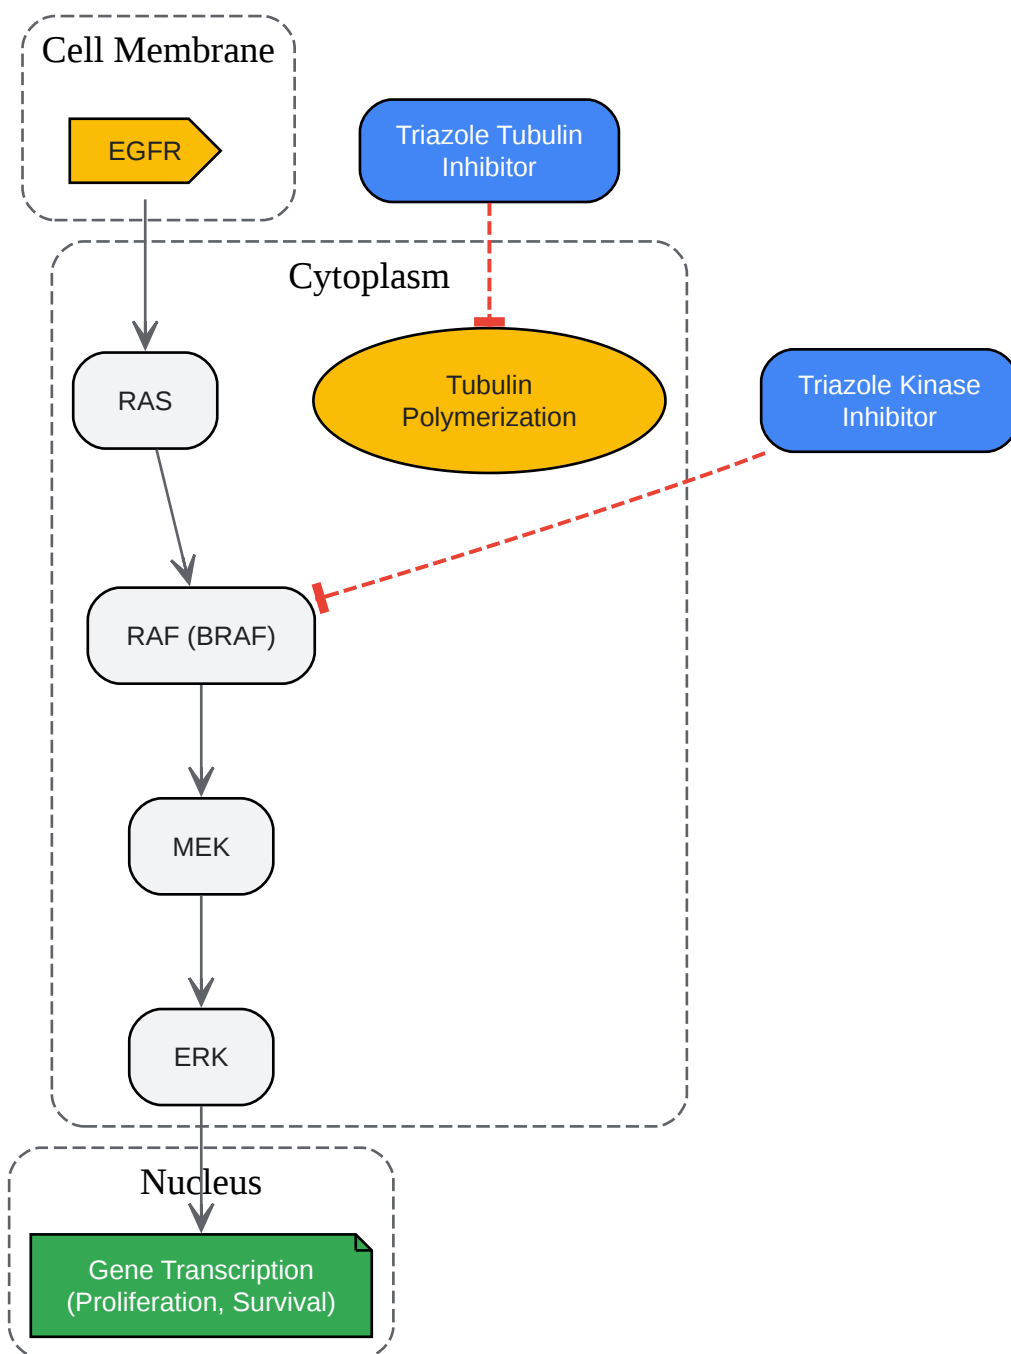 Cell Membrane
EGFR
Triazole Tubulin
Inhibitor
Cytoplasm
RAS
Tubulin
Polymerization
Triazole Kinase
Inhibitor
RAF (BRAF)
MEK
ERK
Nucleus
Gene Transcription
(Proliferation, Survival)